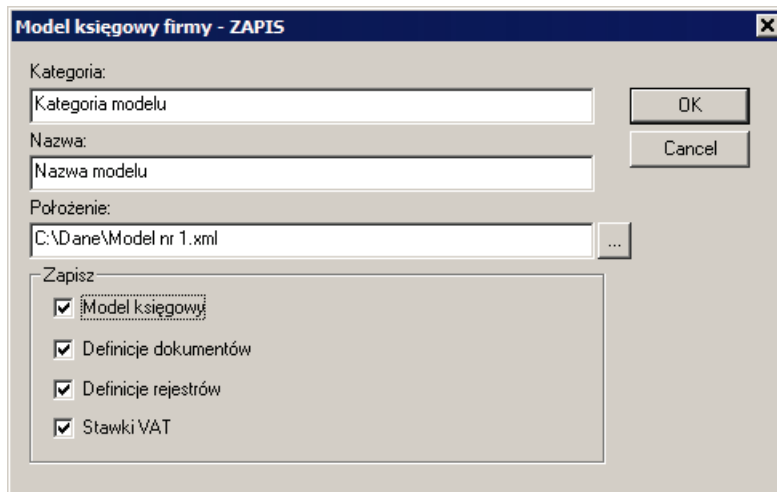 Model księgowy firmy - ZAPIS
Kategoria:
Kategoria modelu
OK
Nazwa:
Cancel
Nazwa modelu
Położenie:
C:\Dane\Model nr 1.xml
...
Zapisz
Model księgowy
Definicje dokumentów
Definicje rejestrów
Stawki VAT